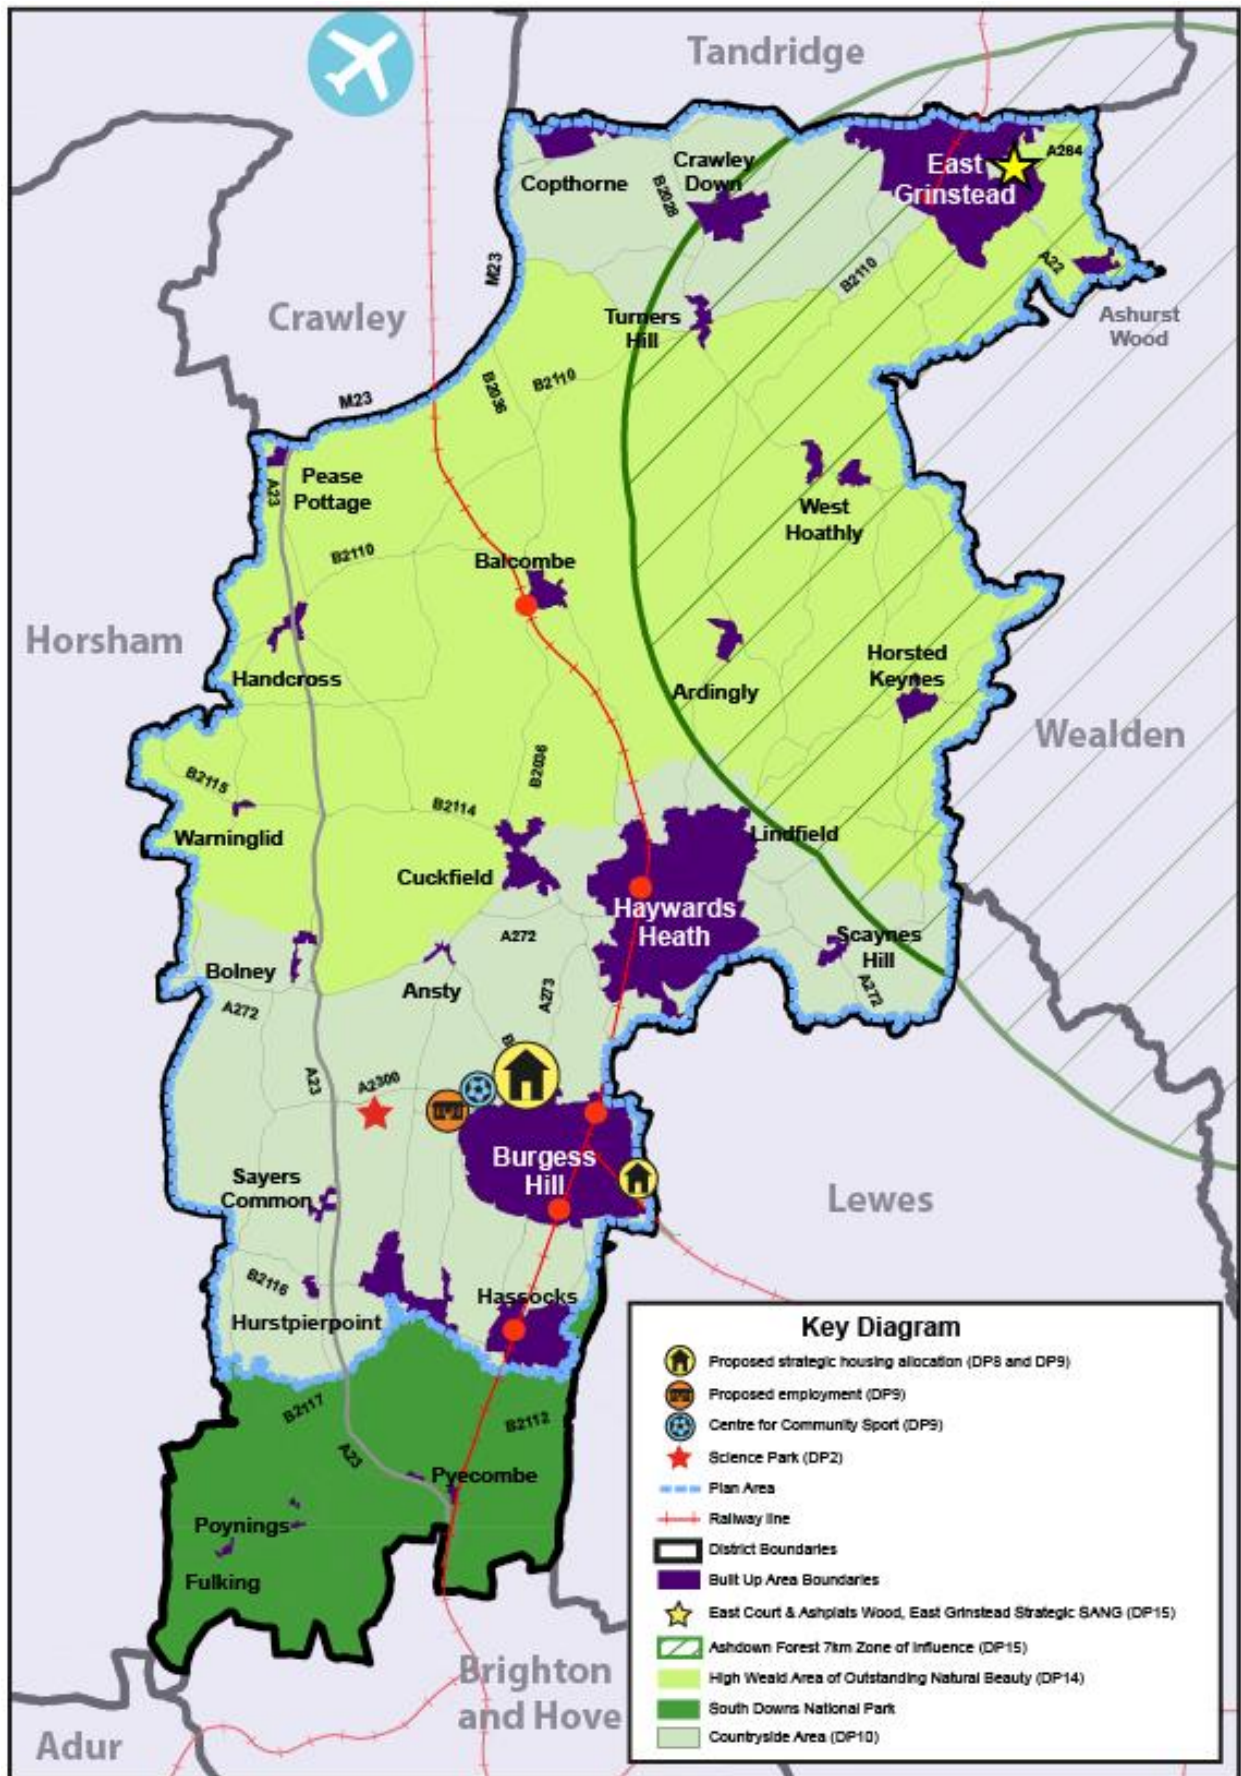 Tandridge
Copthorne
Crawley
Down
B2028
East
Grinstead
A264
M23
B2110
A22
Crawley
Turners
Hill
Ashurst
Wood
M23
B2036
B2110
Pease
Pottage
A23
West
Hoathly
B2110
Balcombe
Horsham
Handcross
Ardingly
Horsted
Keynes
Wealden
B2115
B2036
B2114
Warninglid
Lindfield
Cuckfield
Haywards
Heath
A272
Scaynes
Hill
Bolney
Ansty
A273
A272
A272
A23
A2300
Burgess
Hill
Sayers
Common
Lewes
B2116
Hassocks
Hurstpierpoint
B2117
B2112
A23
Pyecombe
Poynings
Fulking
Brighton
and Hove
Adur
Key Diagram
Proposed strategic housing allocation (DP8 and DP9)
Proposed employment (DP9)
Centre for Community Sport (DP9)
Science Park (DP2)
Plan Area
Railway line
District Boundaries
Built Up Area Boundaries
East Court & Ashplats Wood, East Grinstead Strategic SANG (DP15)
Ashdown Forest 7km Zone of Influence (DP15)
High Weald Area of Outstanding Natural Beauty (DP14)
South Downs National Park
Countryside Area (DP10)